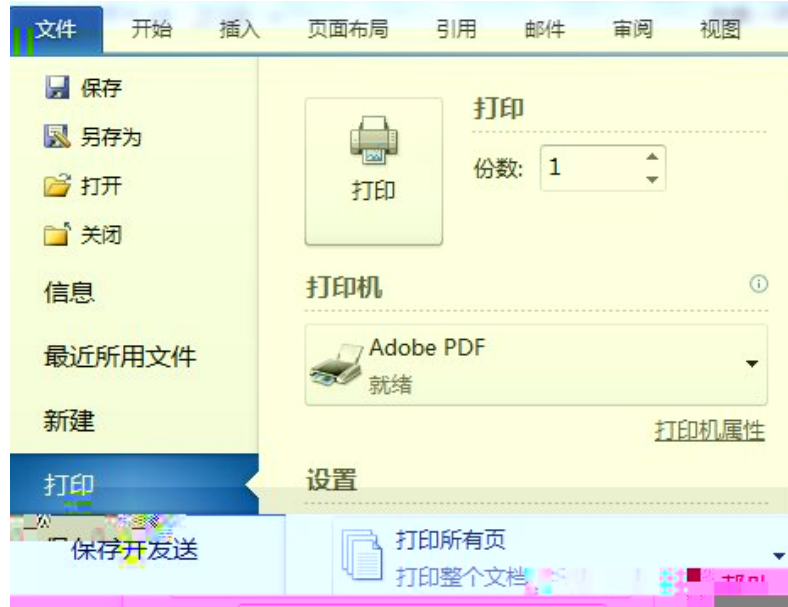 文件 开始 插入 页面布局 引用 邮件 审阅 视图
保存
另存为
打开
关闭
信息
最近所用文件
新建
打印
保存并发送
打印
打印
份数: 1
打印机
Adobe PDF
就绪
打印机属性
设置
打印所有页
打印整个文档